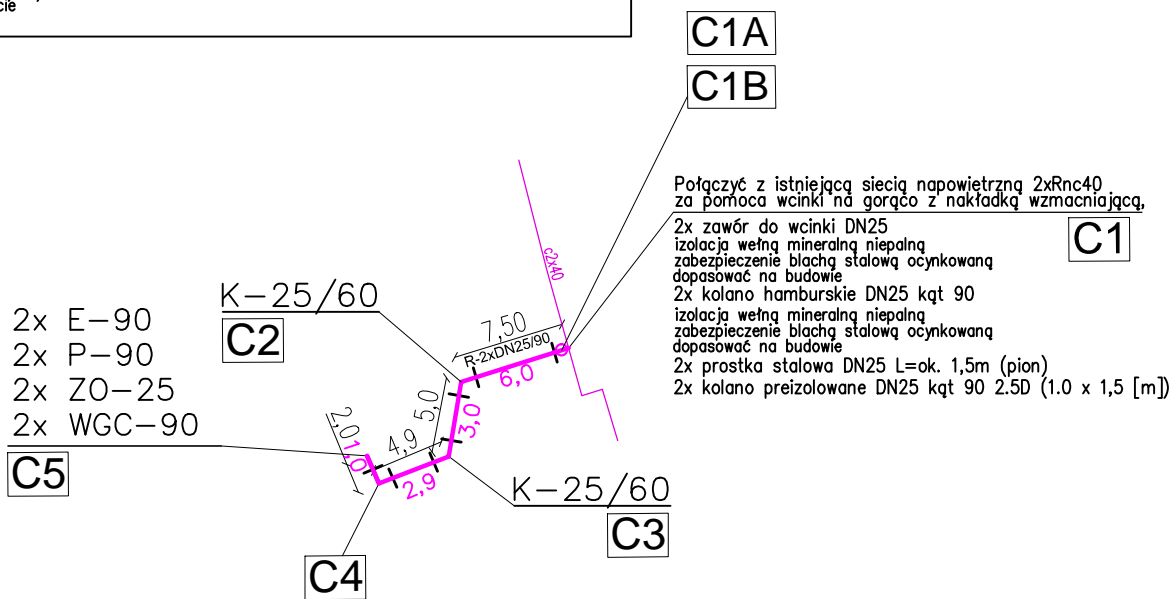 cie
C1A
C1B
Połączyć z istniejącą siecią napowietrzną 2xRnc40
za pomoca wcinki na gorąco z nakładką wzmacniającą,
C1
2x zawór do wcinki DN25
izolacja wełną mineralną niepalną
zabezpieczenie blachą stalową ocynkowaną
dopasować na budowie
2x kolano hamburskie DN25 kąt 90
izolacja wełną mineralną niepalną
zabezpieczenie blachą stalową ocynkowaną
dopasować na budowie
2x prostka stalowa DN25 L=ok. 1,5m (pion)
2x kolano preizolowane DN25 kąt 90 2.5D (1.0 x 1,5 [m])
c2x40
K-25/60
C2
7,50
R-2xDN25/90
6,0
5,0
3,0
4,9
2,9
2,0
1,0
2x E-90
2x P-90
2x ZO-25
2x WGC-90
C5
K-25/60
C3
C4